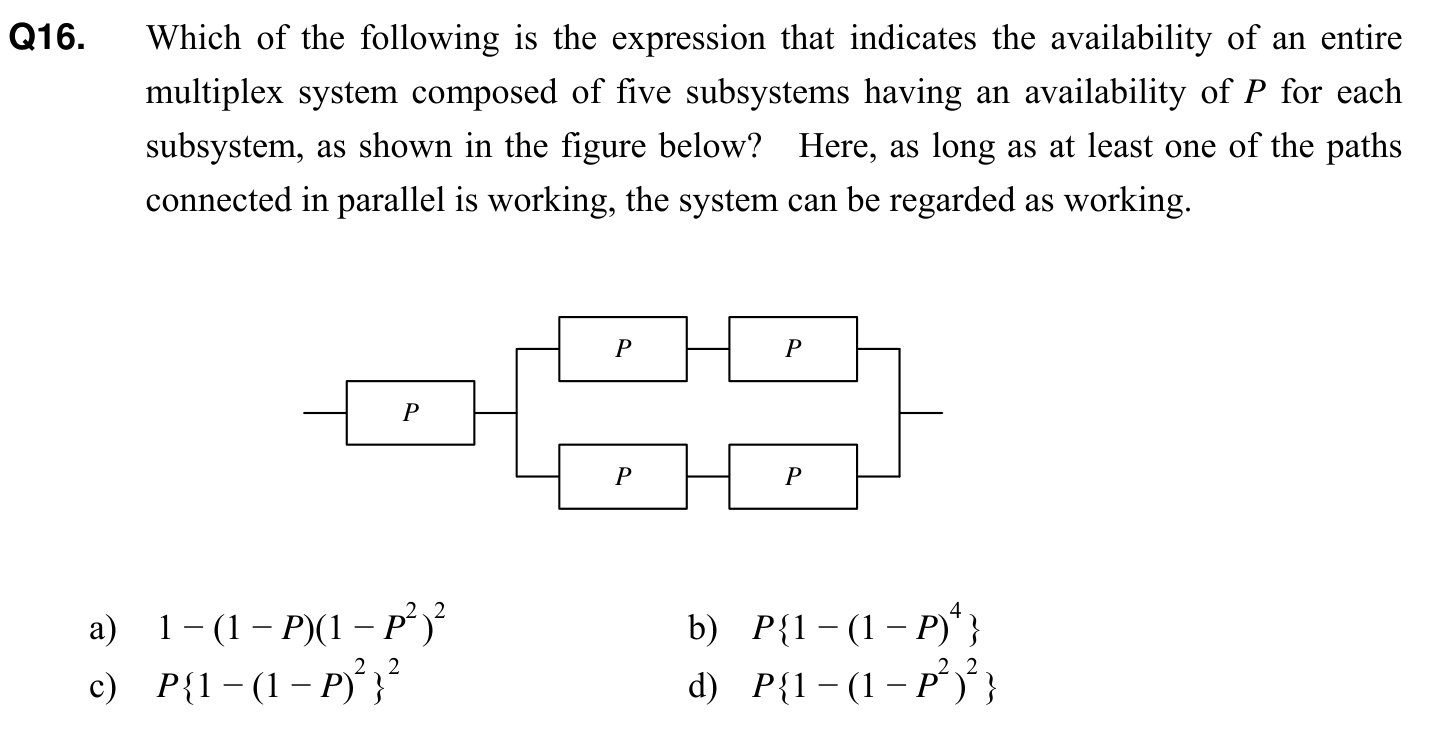 Q16. Which of the following is the expression that indicates the availability of an entire
multiplex system composed of five subsystems having an availability of P for each
subsystem, as shown in the figure below? Here, as long as at least one of the paths
connected in parallel is working, the system can be regarded as working.
P P
P
P P
a) 1 − (1 − P)(1 − P²)² b) P{1 − (1 − P)⁴}
c) P{1 − (1 − P)²}² d) P{1 − (1 − P²)²}